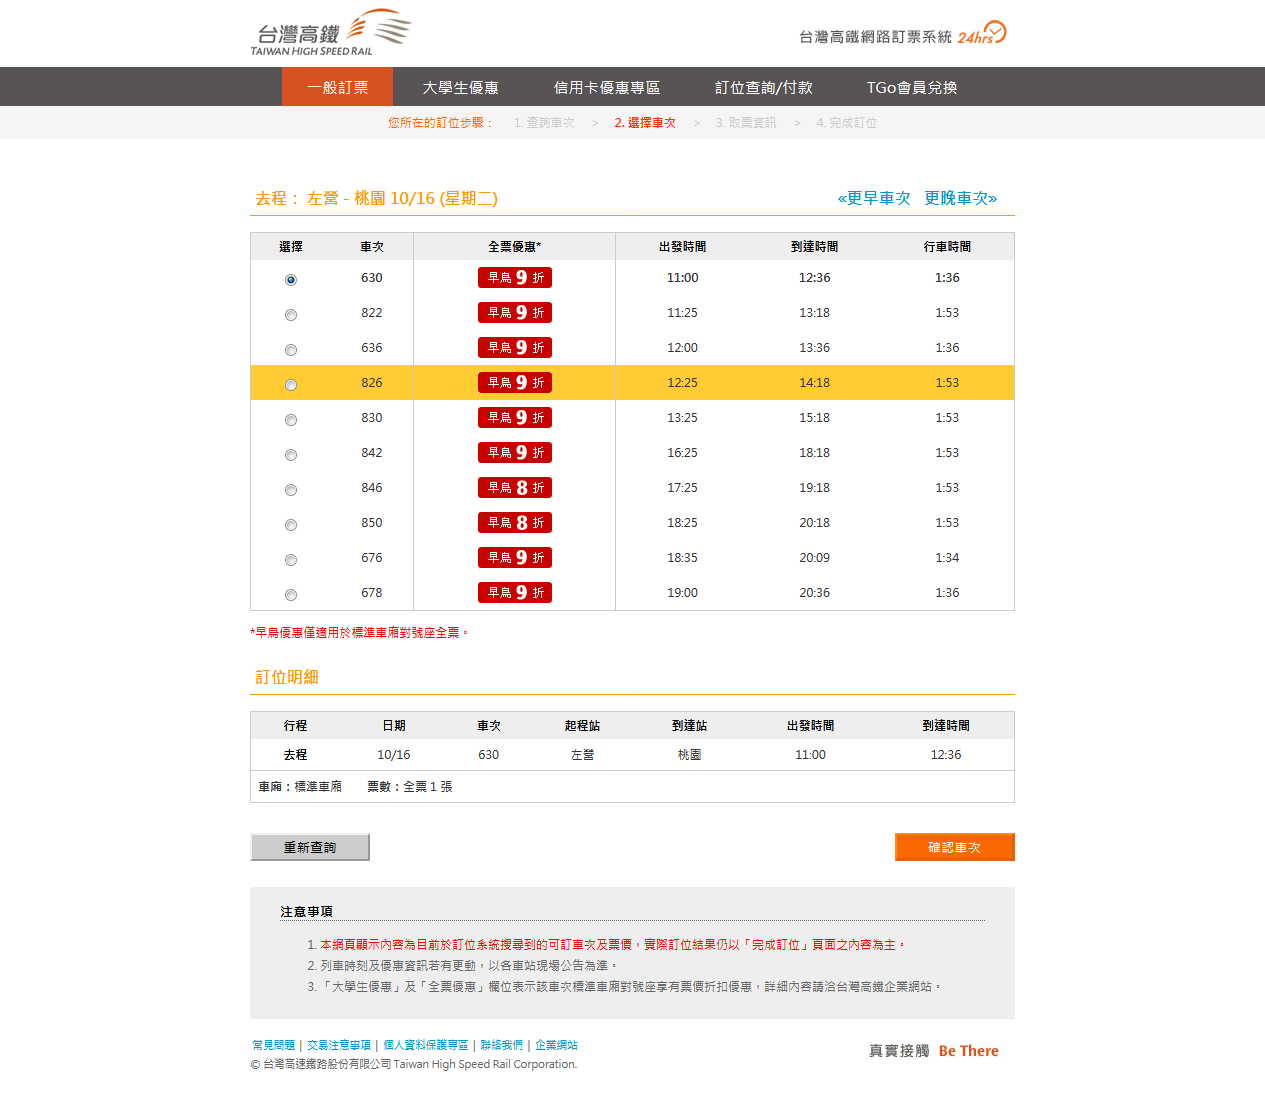 台灣高鐵
TAIWAN HIGH SPEED RAIL
台灣高鐵網路訂票系統 24hrs
一般訂票 大學生優惠 信用卡優惠專區 訂位查詢/付款 TGo會員兌換
您所在的訂位步驟： 1. 查詢車次 > 2. 選擇車次 > 3. 取票資訊 > 4. 完成訂位
去程： 左營 - 桃園 10/16 (星期二) «更早車次 更晚車次»
選擇 車次 全票優惠* 出發時間 到達時間 行車時間
630 早鳥 9 折 11:00 12:36 1:36
822 早鳥 9 折 11:25 13:18 1:53
636 早鳥 9 折 12:00 13:36 1:36
826 早鳥 9 折 12:25 14:18 1:53
830 早鳥 9 折 13:25 15:18 1:53
842 早鳥 9 折 16:25 18:18 1:53
846 早鳥 8 折 17:25 19:18 1:53
850 早鳥 8 折 18:25 20:18 1:53
676 早鳥 9 折 18:35 20:09 1:34
678 早鳥 9 折 19:00 20:36 1:36
*早鳥優惠僅適用於標準車廂對號座全票。
訂位明細
行程 日期 車次 起程站 到達站 出發時間 到達時間
去程 10/16 630 左營 桃園 11:00 12:36
車廂：標準車廂 票數：全票 1 張
重新查詢 確認車次
注意事項
1. 本網頁顯示內容為目前於訂位系統搜尋到的可訂車次及票價，實際訂位結果仍以「完成訂位」頁面之內容為主。
2. 列車時刻及優惠資訊若有更動，以各車站現場公告為準。
3. 「大學生優惠」及「全票優惠」欄位表示該車次標準車廂對號座享有票價折扣優惠，詳細內容請洽台灣高鐵企業網站。
常見問題 | 交易注意事項 | 個人資料保護專區 | 聯絡我們 | 企業網站
© 台灣高速鐵路股份有限公司 Taiwan High Speed Rail Corporation.
真實接觸 Be There